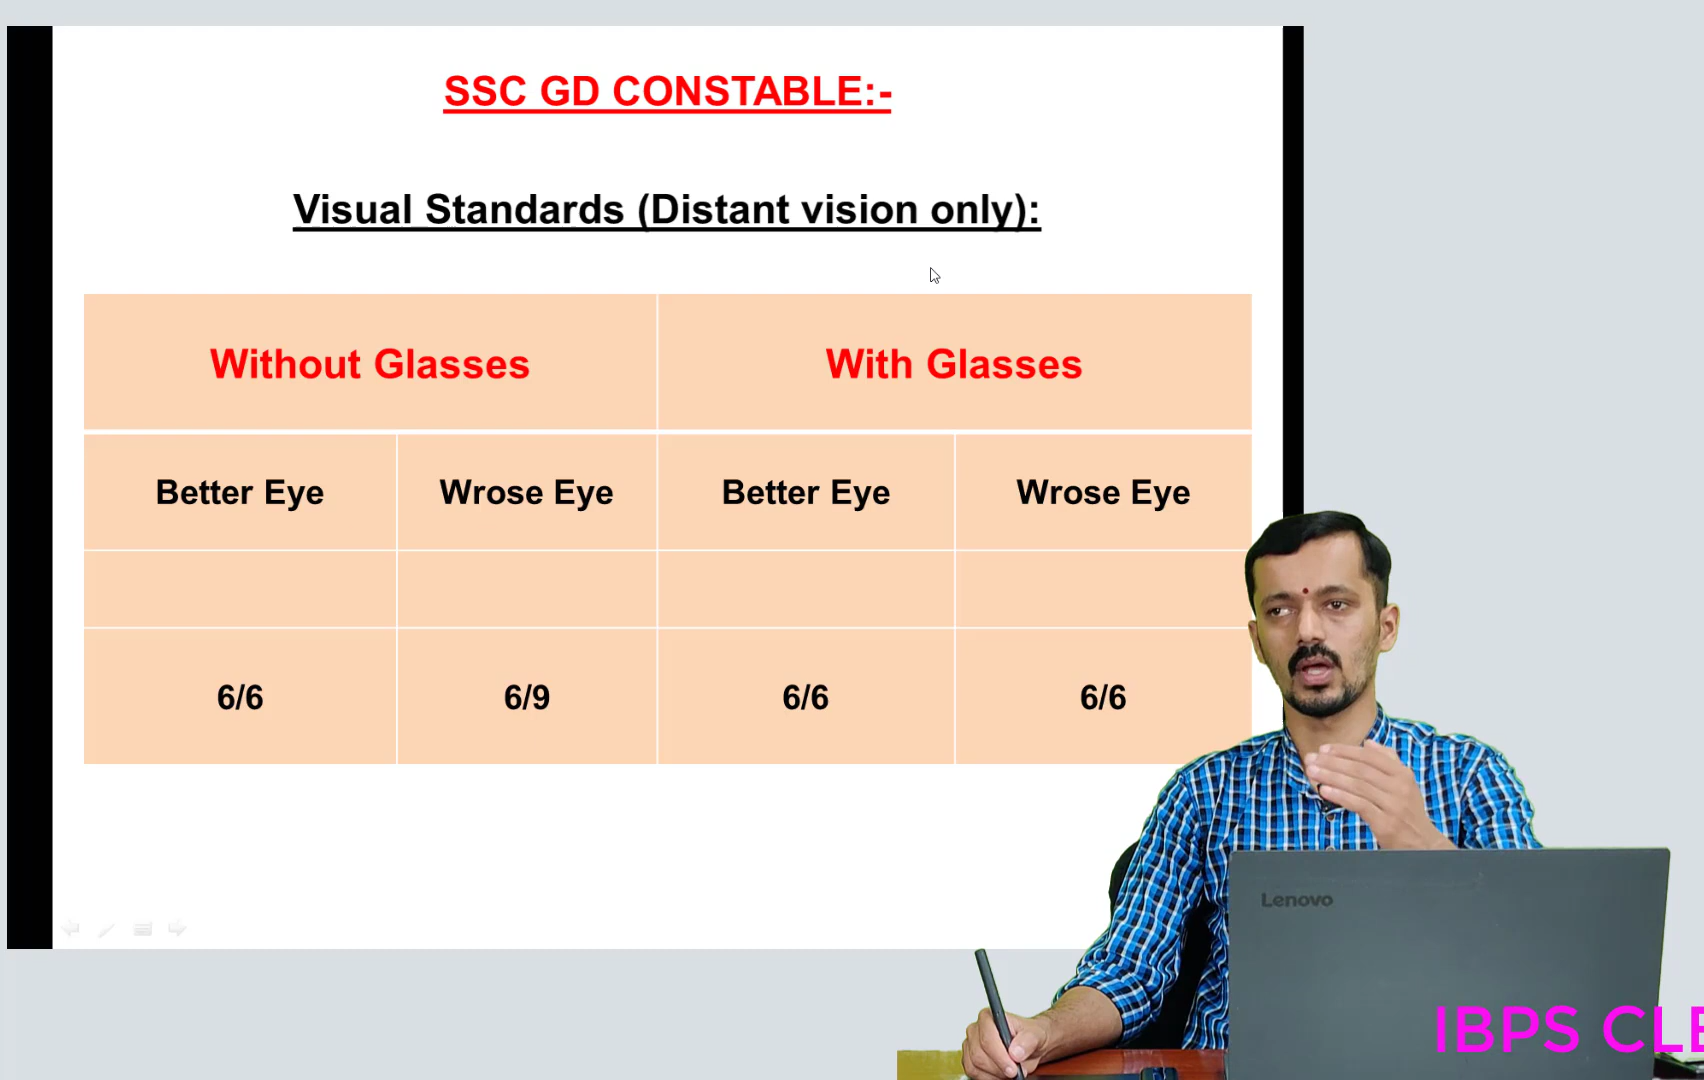 SSC GD CONSTABLE:-
Visual Standards (Distant vision only):
Without Glasses With Glasses
Better Eye Wrose Eye Better Eye Wrose Eye
6/6 6/9 6/6 6/6
Lenovo
IBPS CLE